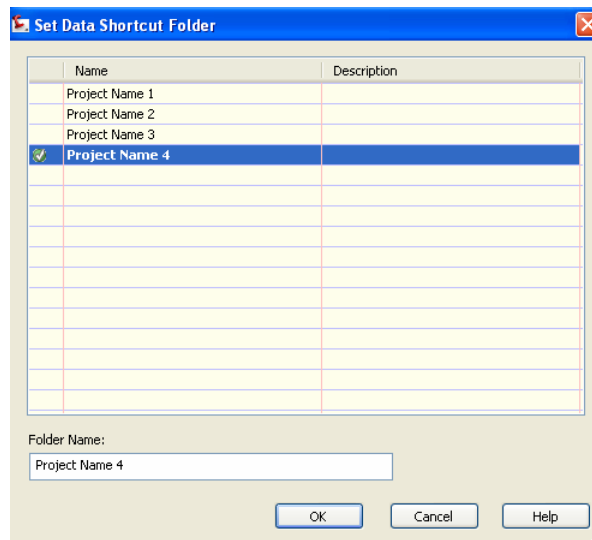 Set Data Shortcut Folder
Name Description
Project Name 1
Project Name 2
Project Name 3
Project Name 4
Folder Name:
Project Name 4
OK Cancel Help